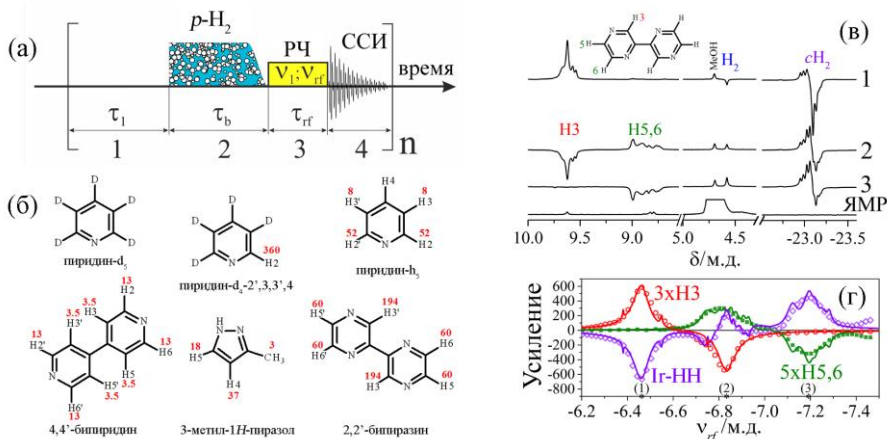 (а)
p-H₂
РЧ
ν₁;ν_rf
ССИ
время
τ₁
τ_b
τ_rf
1
2
3
4
n
(б)
D
D
D
D
D
N
пиридин-d₅
D
D
D
D
N
360
H2
пиридин-d₄-2',3,3',4
H4
8
8
H3'
H3
52
52
H2'
H2
N
пиридин-h₅
13
H2
3.5
H3
N
3.5
H3'
13
H2'
13
H6
H5
3.5
N
H5'
3.5
H6'
13
4,4'-бипиридин
NH
N
18
H5
3
CH₃
H4
37
3-метил-1H-пиразол
60
H5'
N
194
H3'
60
H6'
N
N
60
H6
194
H3
N
60
H5
2,2'-бипиразин
(в)
H3
H
H
H
5H
6
N
N
N
N
H
MeOH
H₂
cH₂
1
H3
H5,6
2
3
ЯМР
10.0
9.0
5.0
4.5
-23.0
-23.5
δ/м.д.
(г)
Усиление
600
400
200
0
-200
-400
-600
-800
3xH3
Ir-HH
5xH5,6
(1)
(2)
(3)
-6.2
-6.4
-6.6
-6.8
-7.0
-7.2
-7.4
ν_rf/м.д.